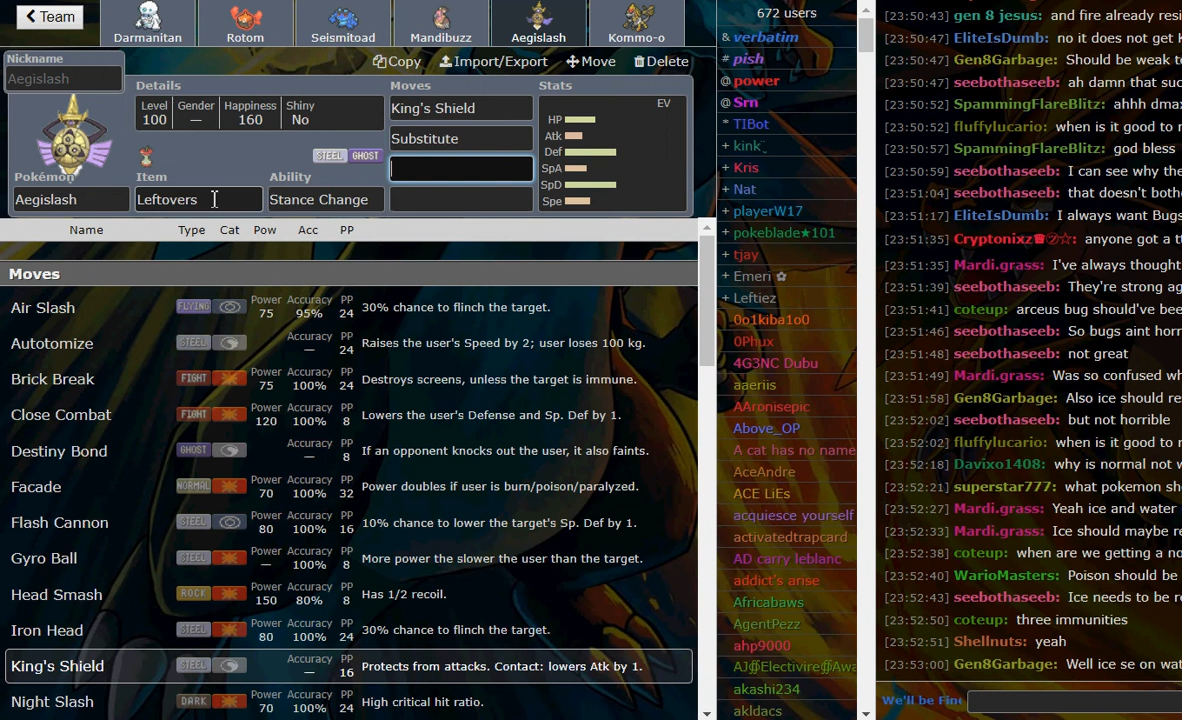 Team
Darmanitan
Rotom
Seismitoad
Mandibuzz
Aegislash
Kommo-o
Copy Import/Export Move Delete
Nickname
Aegislash
Details
Level Gender Happiness Shiny
100 — 160 No
STEEL GHOST
Pokémon Item Ability
Aegislash Leftovers Stance Change
Moves
King's Shield
Substitute
Stats
EV
HP
Atk
Def
SpA
SpD
Spe
Name Type Cat Pow Acc PP
Moves
Air Slash FLYING Power 75 Accuracy 95% PP 24 30% chance to flinch the target.
Autotomize STEEL Accuracy — PP 24 Raises the user's Speed by 2; user loses 100 kg.
Brick Break FIGHT Power 75 Accuracy 100% PP 24 Destroys screens, unless the target is immune.
Close Combat FIGHT Power 120 Accuracy 100% PP 8 Lowers the user's Defense and Sp. Def by 1.
Destiny Bond GHOST Accuracy — PP 8 If an opponent knocks out the user, it also faints.
Facade NORMAL Power 70 Accuracy 100% PP 32 Power doubles if user is burn/poison/paralyzed.
Flash Cannon STEEL Power 80 Accuracy 100% PP 16 10% chance to lower the target's Sp. Def by 1.
Gyro Ball STEEL Power — Accuracy 100% PP 8 More power the slower the user than the target.
Head Smash ROCK Power 150 Accuracy 80% PP 8 Has 1/2 recoil.
Iron Head STEEL Power 80 Accuracy 100% PP 24 30% chance to flinch the target.
King's Shield STEEL Accuracy — PP 16 Protects from attacks. Contact: lowers Atk by 1.
Night Slash DARK Power 70 Accuracy 100% PP 24 High critical hit ratio.
672 users
& verbatim
# pish
@ power
@ Srn
* TIBot
+ kink
+ Kris
+ Nat
+ playerW17
+ pokeblade★101
+ tjay
+ Emeri ✿
+ Leftiez
0o1kiba1o0
0Phux
4G3NC Dubu
aaeriis
AAronisepic
Above_OP
A cat has no name
AceAndre
ACE LiEs
acquiesce yourself
activatedtrapcard
AD carry leblanc
addict's arise
Africabaws
AgentPezz
ahp9000
AJ∰Electivire∰Awa
akashi234
akldacs
[23:50:43] gen 8 jesus: and fire already resi
[23:50:47] EliteIsDumb: no it does not get K
[23:50:47] Gen8Garbage: Should be weak to
[23:50:47] seebothaseeb: ah damn that suc
[23:50:52] SpammingFlareBlitz: ahhh dmax
[23:50:52] fluffylucario: when is it good to r
[23:50:57] SpammingFlareBlitz: god bless
[23:50:59] seebothaseeb: I can see why the
[23:51:04] seebothaseeb: that doesn't both
[23:51:17] EliteIsDumb: I always want Bugs
[23:51:35] Cryptonixz♛㋡☆: anyone got a tt
[23:51:35] Mardi.grass: I've always thought
[23:51:39] seebothaseeb: They're strong ag
[23:51:41] coteup: arceus bug should've bee
[23:51:46] seebothaseeb: So bugs aint horr
[23:51:48] seebothaseeb: not great
[23:51:49] Mardi.grass: Was so confused wh
[23:51:58] Gen8Garbage: Also ice should re
[23:52:02] seebothaseeb: but not horrible
[23:52:02] fluffylucario: when is it good to r
[23:52:18] Davixo1408: why is normal not w
[23:52:21] superstar777: what pokemon sh
[23:52:27] Mardi.grass: Yeah ice and water
[23:52:33] Mardi.grass: Ice should maybe re
[23:52:38] coteup: when are we getting a no
[23:52:40] WarioMasters: Poison should be
[23:52:43] seebothaseeb: Ice needs to be re
[23:52:50] coteup: three immunities
[23:52:51] Shellnuts: yeah
[23:53:00] Gen8Garbage: Well ice se on wat
We'll be Fine